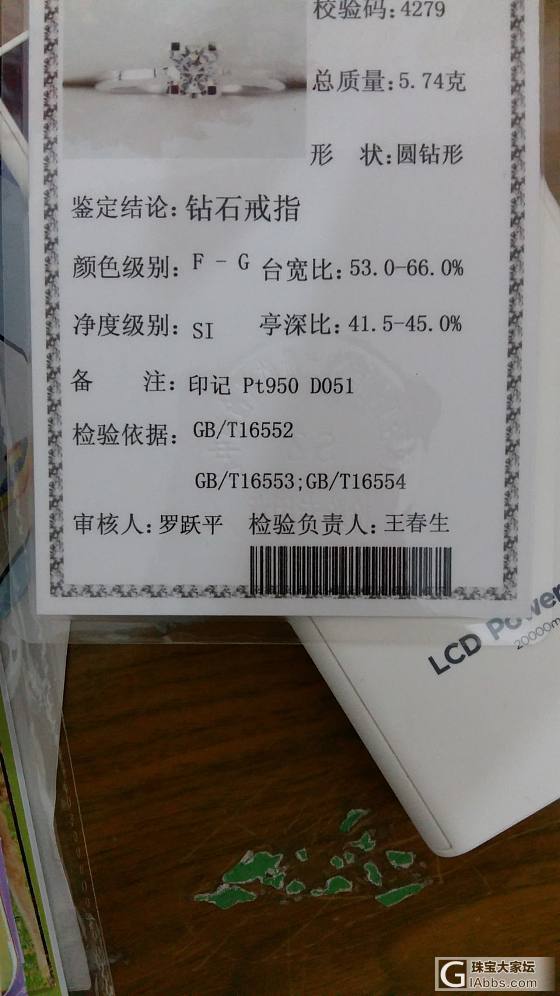 校验码: 4279
总质量: 5.74克
形 状: 圆钻形
鉴定结论: 钻石戒指
颜色级别: F - G 台宽比: 53.0-66.0%
净度级别: SI 亭深比: 41.5-45.0%
备 注: 印记 Pt950 D051
检验依据: GB/T16552
GB/T16553;GB/T16554
审核人: 罗跃平 检验负责人: 王春生
LCD Power
20000m
G 珠宝大家坛
IAbbs.com